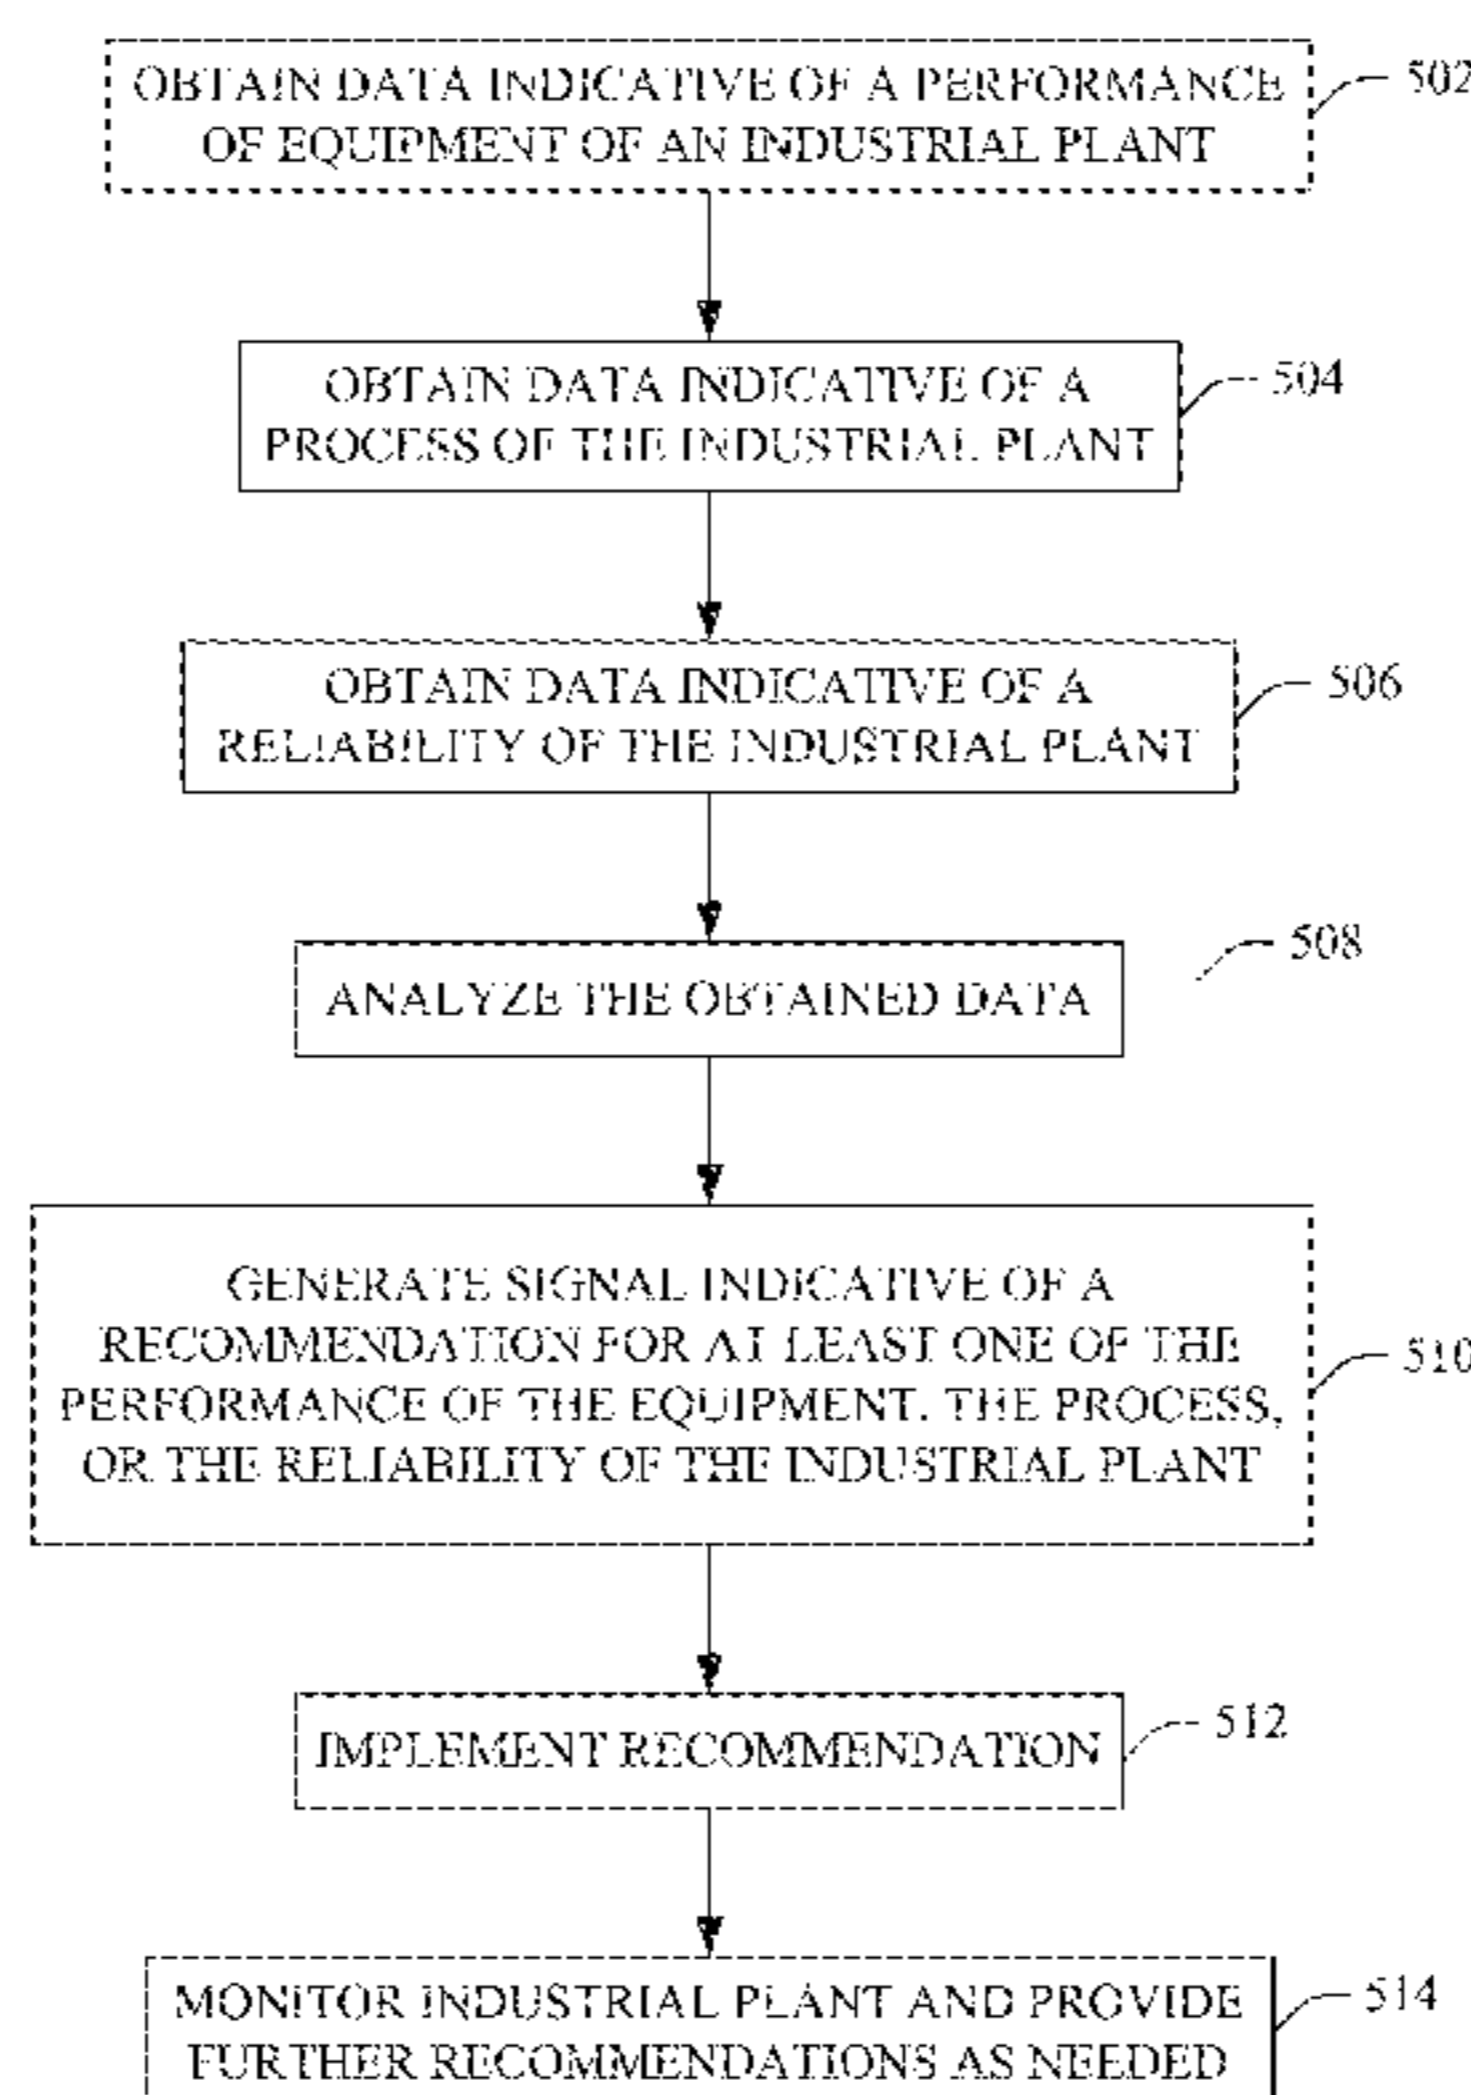 OBTAIN DATA INDICATIVE OF A PERFORMANCE
OF EQUIPMENT OF AN INDUSTRIAL PLANT
502
OBTAIN DATA INDICATIVE OF A
PROCESS OF THE INDUSTRIAL PLANT
504
OBTAIN DATA INDICATIVE OF A
RELIABILITY OF THE INDUSTRIAL PLANT
506
ANALYZE THE OBTAINED DATA
508
GENERATE SIGNAL INDICATIVE OF A
RECOMMENDATION FOR AT LEAST ONE OF THE
PERFORMANCE OF THE EQUIPMENT, THE PROCESS,
OR THE RELIABILITY OF THE INDUSTRIAL PLANT
510
IMPLEMENT RECOMMENDATION
512
MONITOR INDUSTRIAL PLANT AND PROVIDE
FURTHER RECOMMENDATIONS AS NEEDED
514